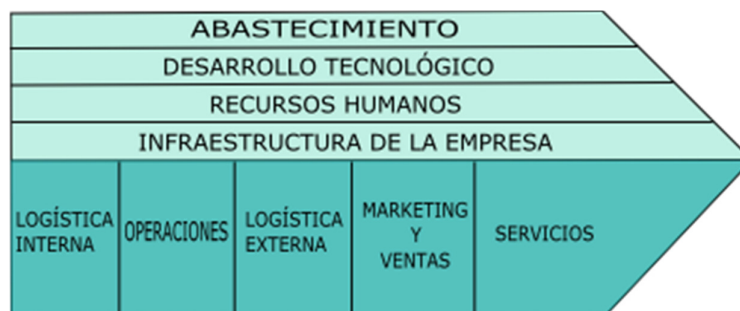 ABASTECIMIENTO
DESARROLLO TECNOLÓGICO
RECURSOS HUMANOS
INFRAESTRUCTURA DE LA EMPRESA
LOGÍSTICA
INTERNA
OPERACIONES
LOGÍSTICA
EXTERNA
MARKETING
Y
VENTAS
SERVICIOS